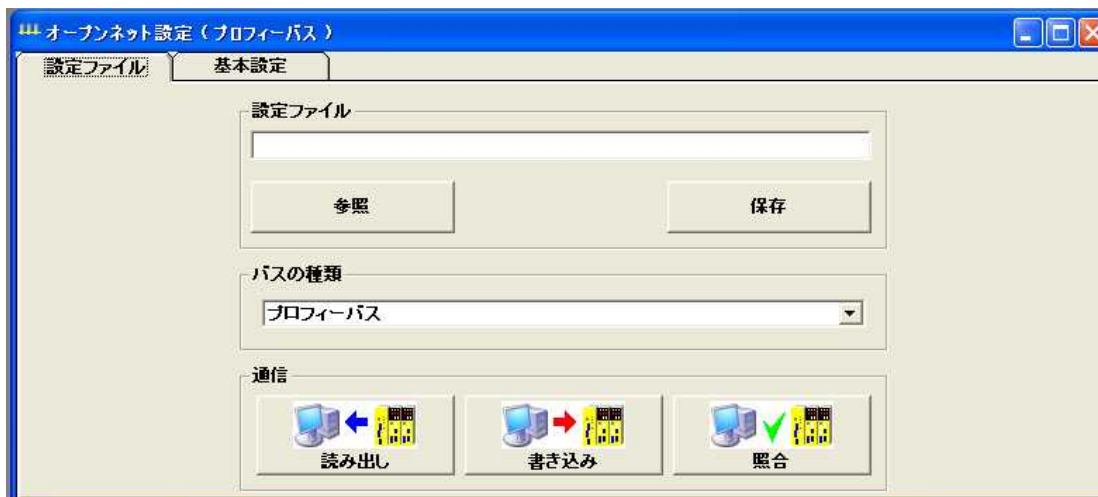 オープンネット設定（プロフィーバス）
設定ファイル 基本設定
設定ファイル
参照 保存
バスの種類
プロフィーバス
通信
読み出し 書き込み 照合